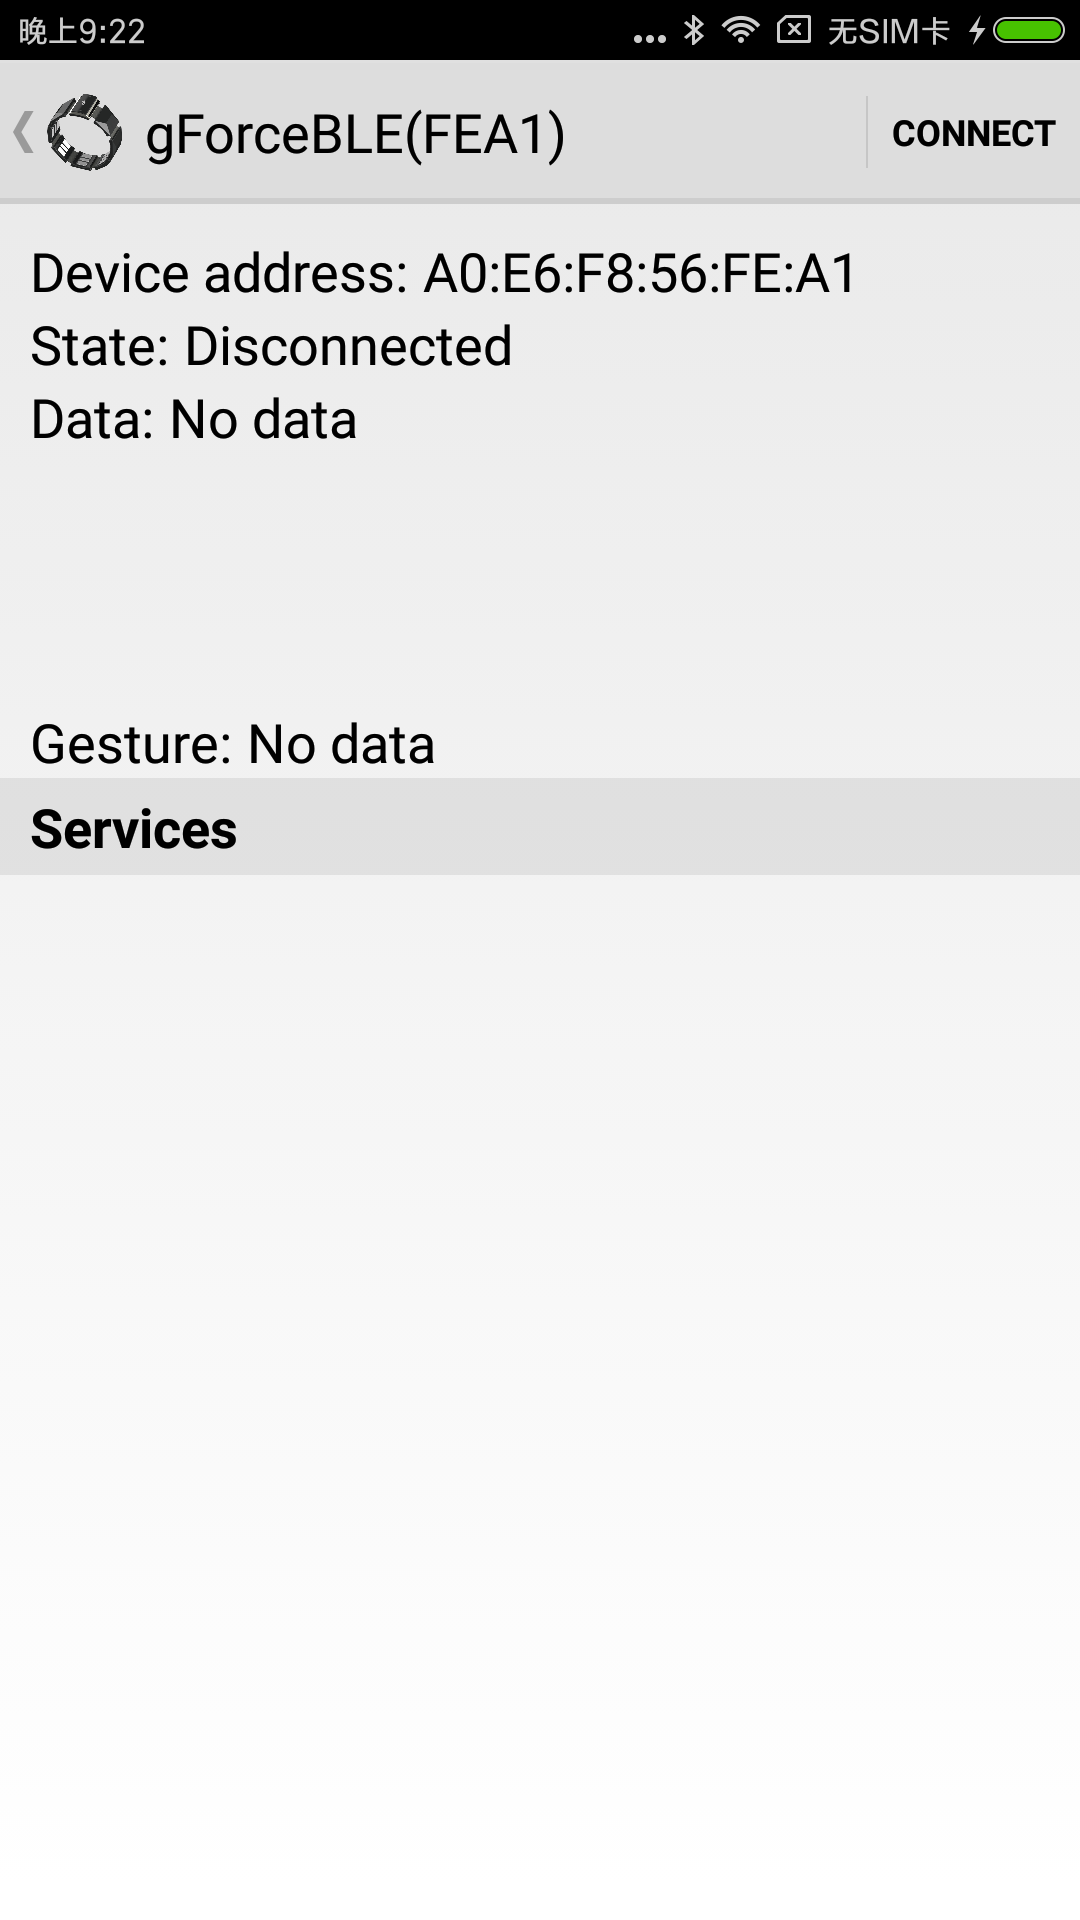 晚上9:22
无SIM卡
gForceBLE(FEA1)
CONNECT
Device address: A0:E6:F8:56:FE:A1
State: Disconnected
Data: No data
Gesture: No data
Services